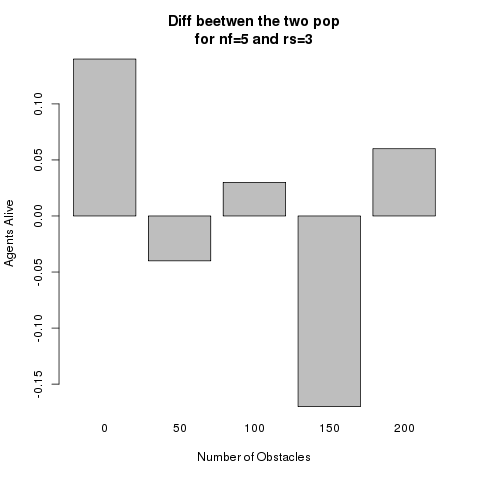 Diff beetwen the two pop
for nf=5 and rs=3
Agents Alive
0.10
0.05
0.00
-0.05
-0.10
-0.15
0 50 100 150 200
Number of Obstacles